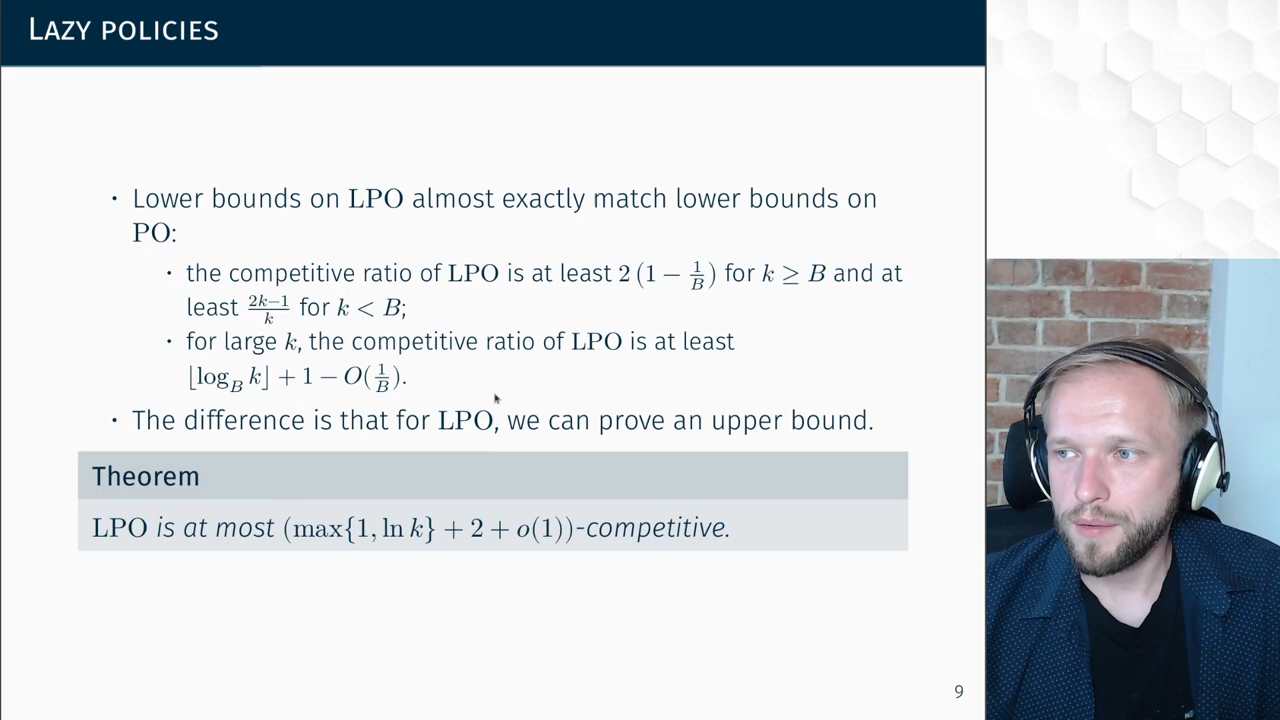 LAZY POLICIES
· Lower bounds on LPO almost exactly match lower bounds on
PO:
· the competitive ratio of LPO is at least 2(1 − 1/B) for k ≥ B and at
least (2k−1)/k for k < B;
· for large k, the competitive ratio of LPO is at least
⌊log_B k⌋ + 1 − O(1/B).
· The difference is that for LPO, we can prove an upper bound.
Theorem
LPO is at most (max{1, ln k} + 2 + o(1))-competitive.
9